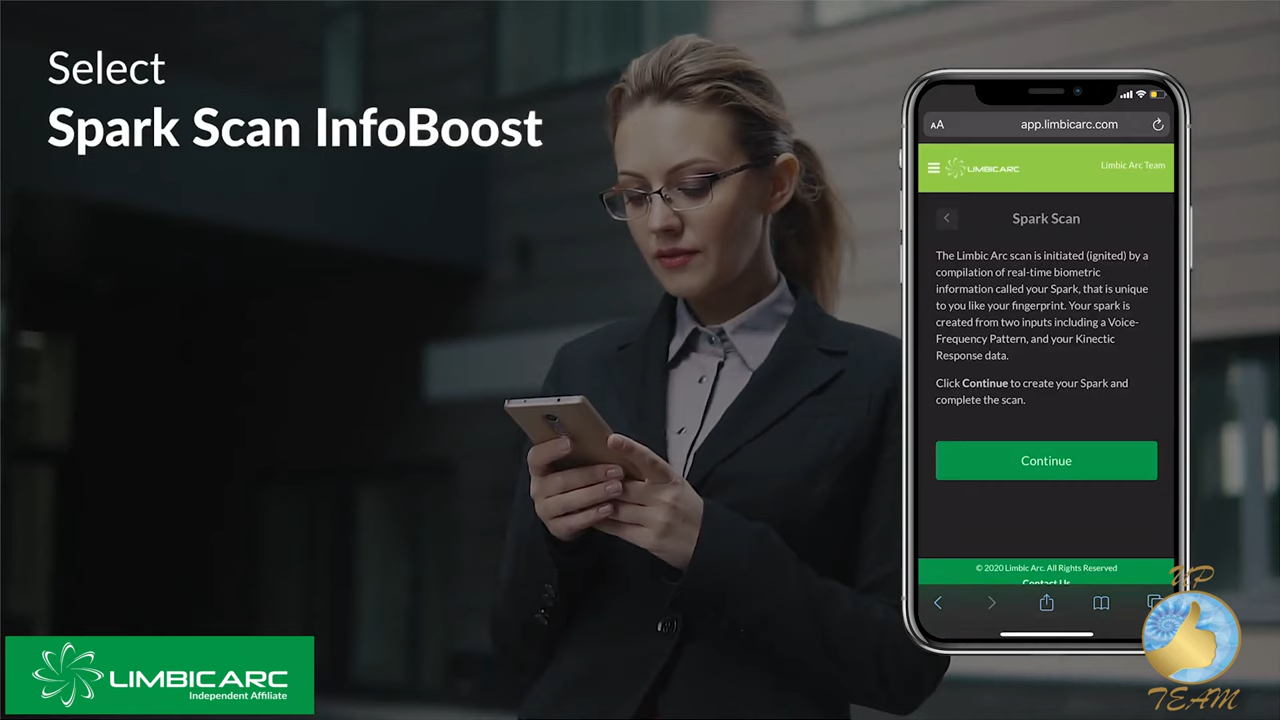 Select
Spark Scan InfoBoost
AA
app.limbicarc.com
LIMBICARC
Limbic Arc Team
Spark Scan
The Limbic Arc scan is initiated (ignited) by a
compilation of real-time biometric
information called your Spark, that is unique
to you like your fingerprint. Your spark is
created from two inputs including a Voice-
Frequency Pattern, and your Kinectic
Response data.
Click Continue to create your Spark and
complete the scan.
Continue
© 2020 Limbic Arc. All Rights Reserved
Contact Us
LIMBIC ARC
Independent Affiliate
UP
TEAM